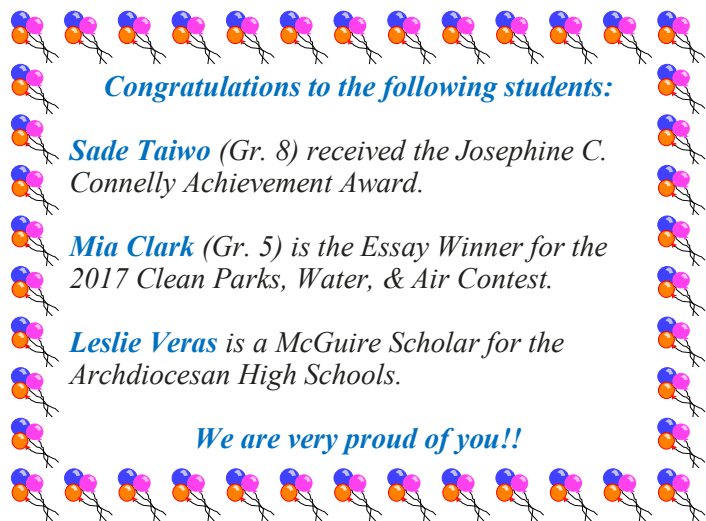 Congratulations to the following students:
Sade Taiwo (Gr. 8) received the Josephine C.
Connelly Achievement Award.
Mia Clark (Gr. 5) is the Essay Winner for the
2017 Clean Parks, Water, & Air Contest.
Leslie Veras is a McGuire Scholar for the
Archdiocesan High Schools.
We are very proud of you!!